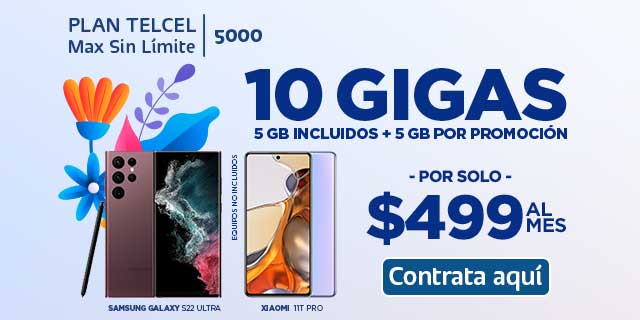 PLAN TELCEL
Max Sin Límite
5000
10 GIGAS
5 GB INCLUIDOS + 5 GB POR PROMOCIÓN
EQUIPOS NO INCLUIDOS
- POR SOLO -
$499 AL MES
Contrata aquí
SAMSUNG GALAXY S22 ULTRA
XIAOMI 11T PRO